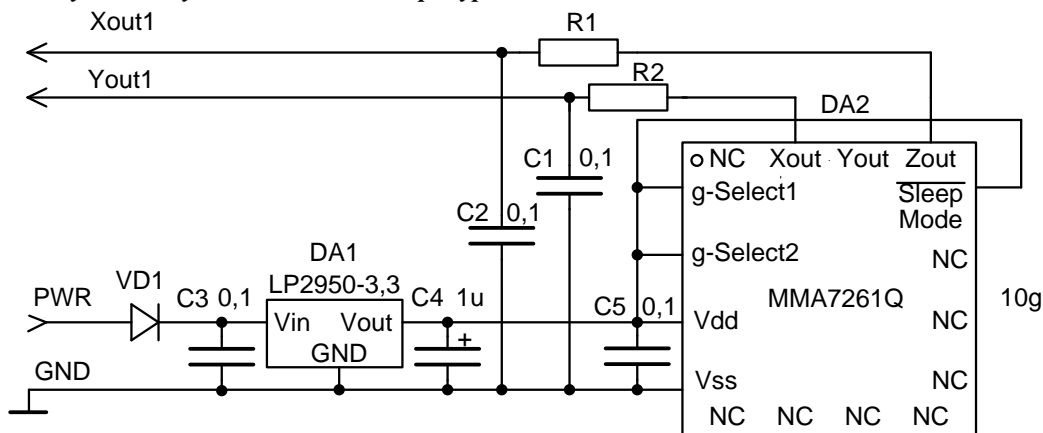 Xout1
R1
Yout1
R2
DA2
NC Xout Yout Zout
C1 0,1
g-Select1
Sleep
Mode
C2 0,1
g-Select2
NC
DA1
LP2950-3,3
VD1
PWR
C3 0,1
C4 1u
C5 0,1
MMA7261Q
10g
Vin Vout
GND
Vdd
NC
GND
Vss
NC
NC NC NC NC